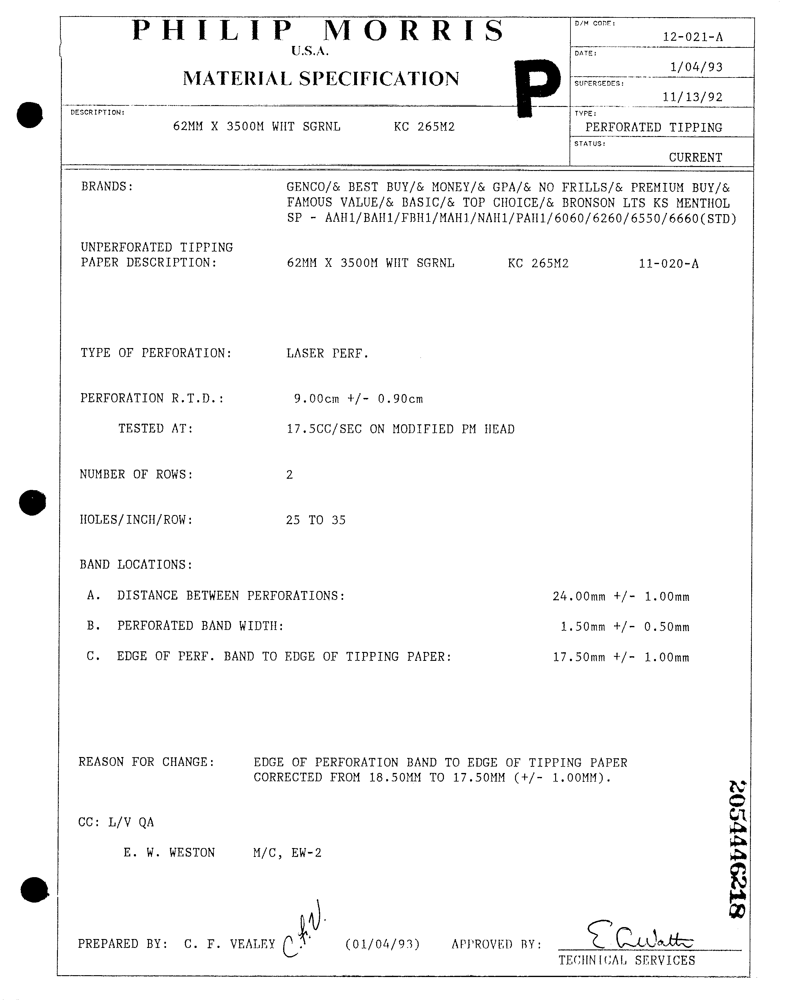 PHILIP MORRIS
U.S.A.
MATERIAL SPECIFICATION
P
D/M CODE:
12-021-A
DATE:
1/04/93
SUPERSEDES:
11/13/92
DESCRIPTION:
62MM X 3500M WHT SGRNL KC 265M2
TYPE:
PERFORATED TIPPING
STATUS:
CURRENT
BRANDS: GENCO/& BEST BUY/& MONEY/& GPA/& NO FRILLS/& PREMIUM BUY/&
FAMOUS VALUE/& BASIC/& TOP CHOICE/& BRONSON LTS KS MENTHOL
SP - AAH1/BAH1/FBH1/MAH1/NAH1/PAH1/6060/6260/6550/6660(STD)
UNPERFORATED TIPPING
PAPER DESCRIPTION: 62MM X 3500M WHT SGRNL KC 265M2 11-020-A
TYPE OF PERFORATION: LASER PERF.
PERFORATION R.T.D.: 9.00cm +/- 0.90cm
TESTED AT: 17.5CC/SEC ON MODIFIED PM HEAD
NUMBER OF ROWS: 2
HOLES/INCH/ROW: 25 TO 35
BAND LOCATIONS:
A. DISTANCE BETWEEN PERFORATIONS: 24.00mm +/- 1.00mm
B. PERFORATED BAND WIDTH: 1.50mm +/- 0.50mm
C. EDGE OF PERF. BAND TO EDGE OF TIPPING PAPER: 17.50mm +/- 1.00mm
REASON FOR CHANGE: EDGE OF PERFORATION BAND TO EDGE OF TIPPING PAPER
CORRECTED FROM 18.50MM TO 17.50MM (+/- 1.00MM).
CC: L/V QA
E. W. WESTON M/C, EW-2
PREPARED BY: C. F. VEALEY C.F.V. (01/04/93) APPROVED BY:
TECHNICAL SERVICES
2054446218